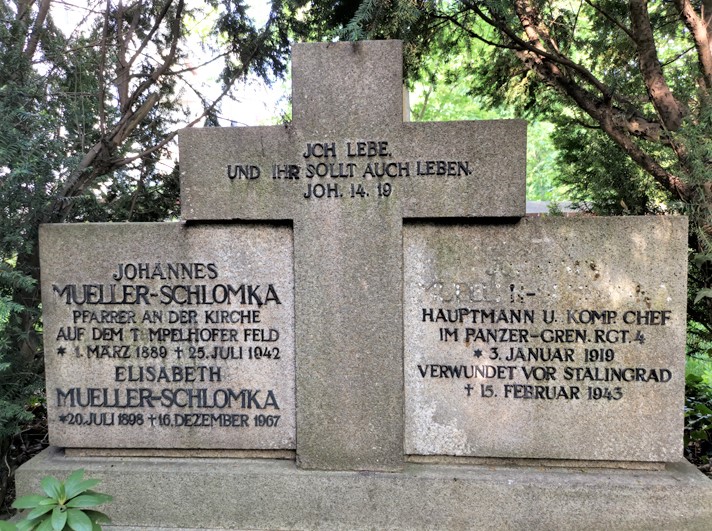 JCH LEBE,
UND IHR SOLLT AUCH LEBEN.
JOH. 14. 19
JOHANNES
MUELLER-SCHLOMKA
PFARRER AN DER KIRCHE
AUF DEM T MPELHOFER FELD
* 1. MÄRZ 1889 ✝ 25. JULI 1942
ELISABETH
MUELLER-SCHLOMKA
*20. JULI 1898 ✝ 16. DEZEMBER 1967
HAUPTMANN U. KOMP. CHEF
IM PANZER-GREN. RGT. 4
* 3. JANUAR 1919
VERWUNDET VOR STALINGRAD
✝ 15. FEBRUAR 1943